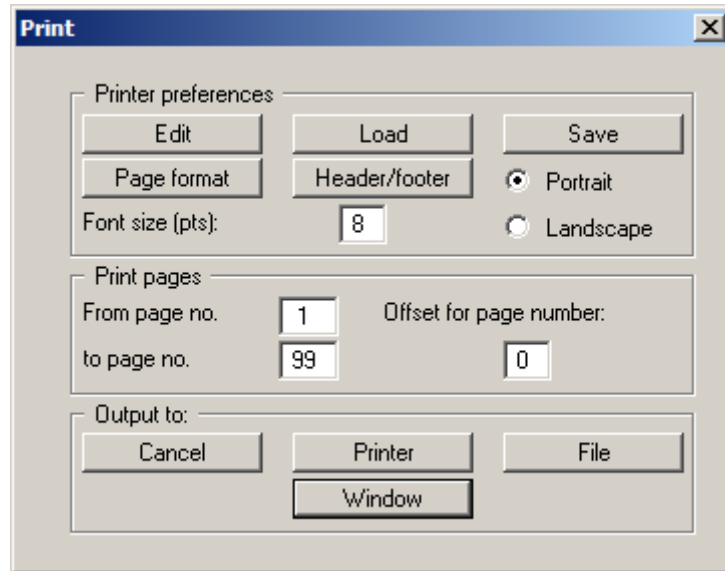 Print
Printer preferences
Edit Load Save
Page format Header/footer Portrait
Font size (pts): 8 Landscape
Print pages
From page no. 1 Offset for page number:
to page no. 99 0
Output to:
Cancel Printer File
Window